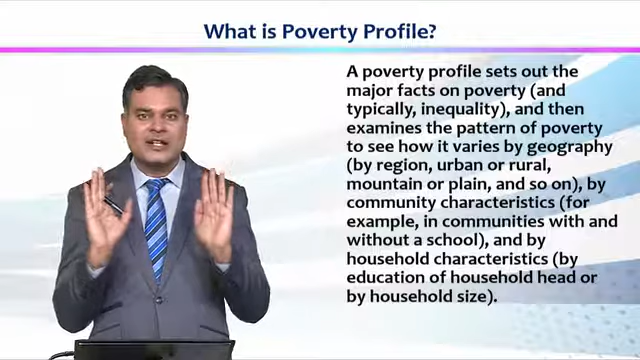 What is Poverty Profile?
A poverty profile sets out the
major facts on poverty (and
typically, inequality), and then
examines the pattern of poverty
to see how it varies by geography
(by region, urban or rural,
mountain or plain, and so on), by
community characteristics (for
example, in communities with and
without a school), and by
household characteristics (by
education of household head or
by household size).